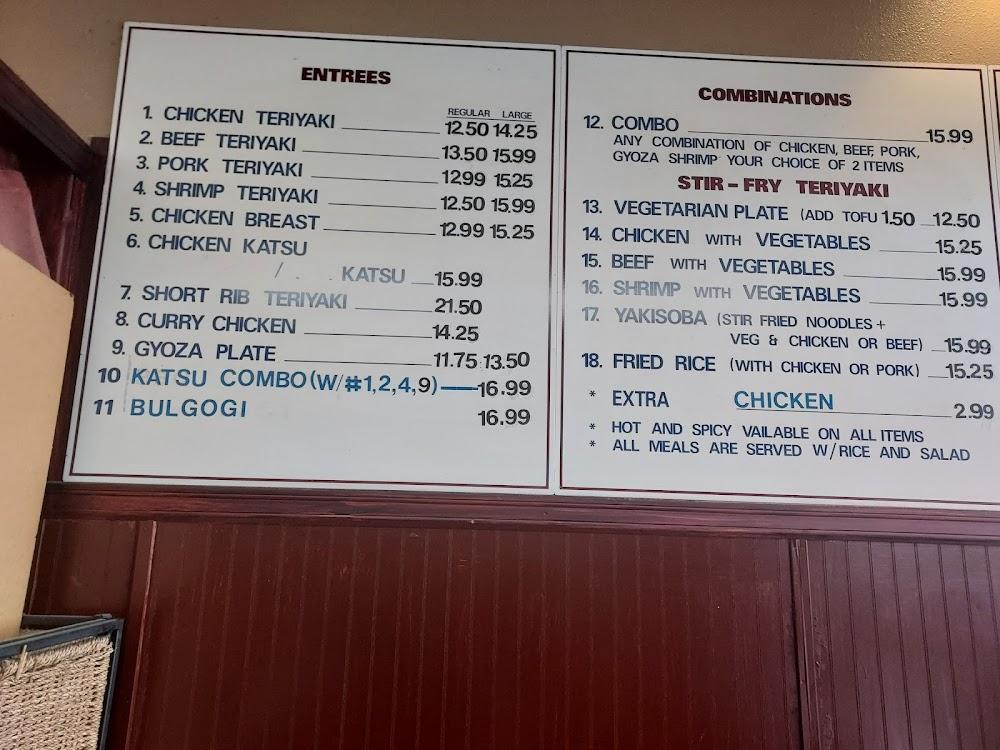 ENTREES
REGULAR LARGE
1. CHICKEN TERIYAKI 12.50 14.25
2. BEEF TERIYAKI 13.50 15.99
3. PORK TERIYAKI 1299 1525
4. SHRIMP TERIYAKI 12.50 15.99
5. CHICKEN BREAST 12.99 15.25
6. CHICKEN KATSU
/ KATSU 15.99
7. SHORT RIB TERIYAKI 21.50
8. CURRY CHICKEN 14.25
9. GYOZA PLATE 11.75 13.50
10 KATSU COMBO(W/#1,2,4,9) 16.99
11 BULGOGI 16.99
COMBINATIONS
12. COMBO 15.99
ANY COMBINATION OF CHICKEN, BEEF, PORK,
GYOZA SHRIMP YOUR CHOICE OF 2 ITEMS
STIR-FRY TERIYAKI
13. VEGETARIAN PLATE (ADD TOFU 1.50 12.50
14. CHICKEN WITH VEGETABLES 15.25
15. BEEF WITH VEGETABLES 15.99
16. SHRIMP WITH VEGETABLES 15.99
17. YAKISOBA (STIR FRIED NOODLES +
VEG & CHICKEN OR BEEF) 15.99
18. FRIED RICE (WITH CHICKEN OR PORK) 15.25
* EXTRA CHICKEN 2.99
* HOT AND SPICY VAILABLE ON ALL ITEMS
* ALL MEALS ARE SERVED W/RICE AND SALAD